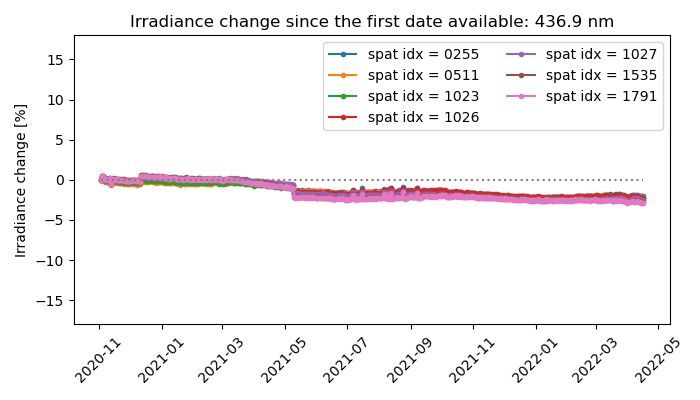 Irradiance change since the first date available: 436.9 nm
Irradiance change [%]
15
10
5
0
−5
−10
−15
spat idx = 0255
spat idx = 0511
spat idx = 1023
spat idx = 1026
spat idx = 1027
spat idx = 1535
spat idx = 1791
2020-11
2021-01
2021-03
2021-05
2021-07
2021-09
2021-11
2022-01
2022-03
2022-05